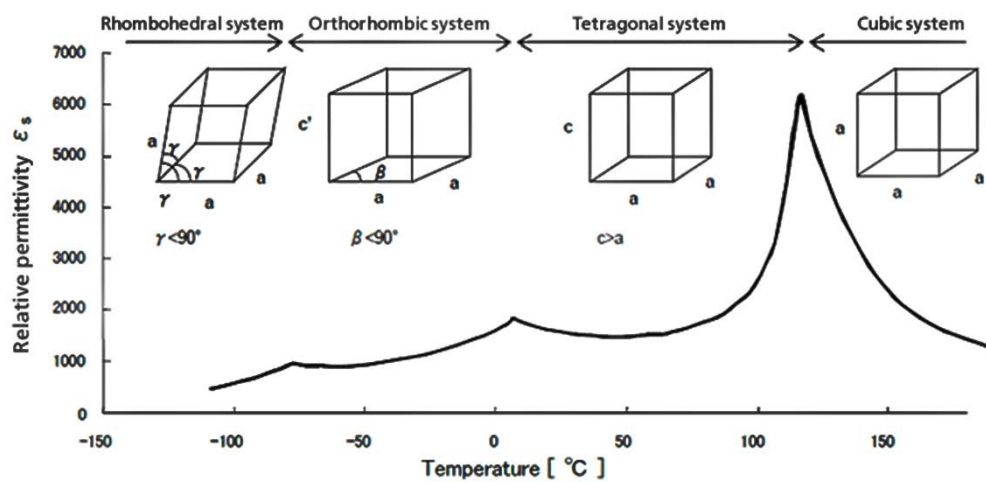 Rhombohedral system Orthorhombic system Tetragonal system Cubic system
7000
6000
5000
4000
3000
2000
1000
0
Relative permittivity ε s
a γ γ γ a a
γ<90°
c' β a a
β<90°
c a a
c>a
a a a
-150 -100 -50 0 50 100 150
Temperature [ °C ]